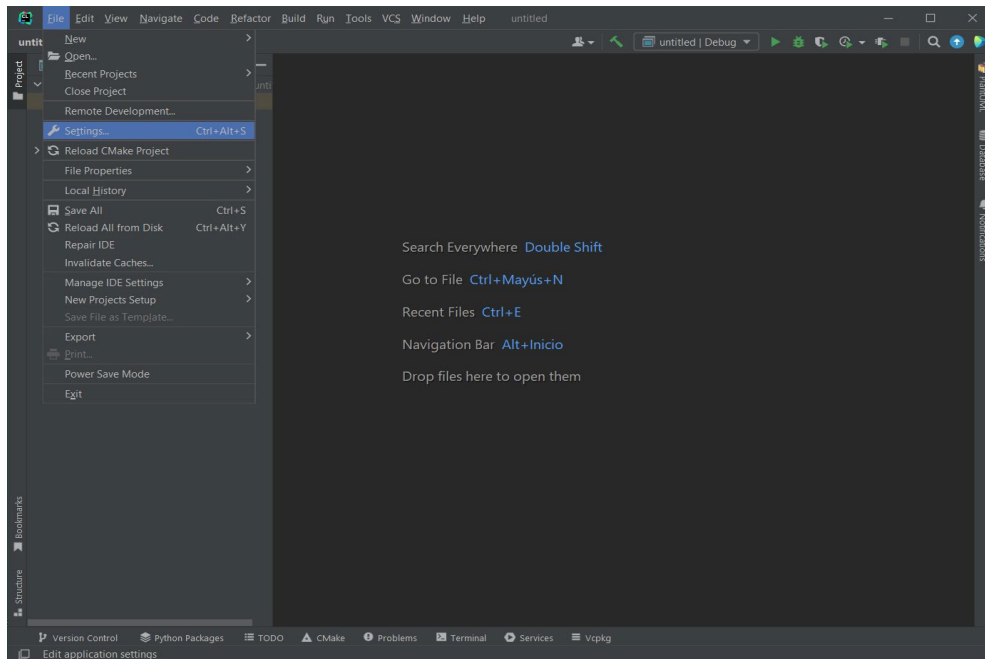 File Edit View Navigate Code Refactor Build Run Tools VCS Window Help untitled
untit
untitled | Debug
New
Open...
Recent Projects
Close Project
unti
Remote Development...
Settings... Ctrl+Alt+S
Reload CMake Project
File Properties
Local History
Save All Ctrl+S
Reload All from Disk Ctrl+Alt+Y
Repair IDE
Invalidate Caches...
Manage IDE Settings
New Projects Setup
Save File as Template...
Export
Print...
Power Save Mode
Exit
Project
Bookmarks
Structure
Search Everywhere Double Shift
Go to File Ctrl+Mayús+N
Recent Files Ctrl+E
Navigation Bar Alt+Inicio
Drop files here to open them
PlantUML
Database
Notifications
Version Control Python Packages TODO CMake Problems Terminal Services Vcpkg
Edit application settings